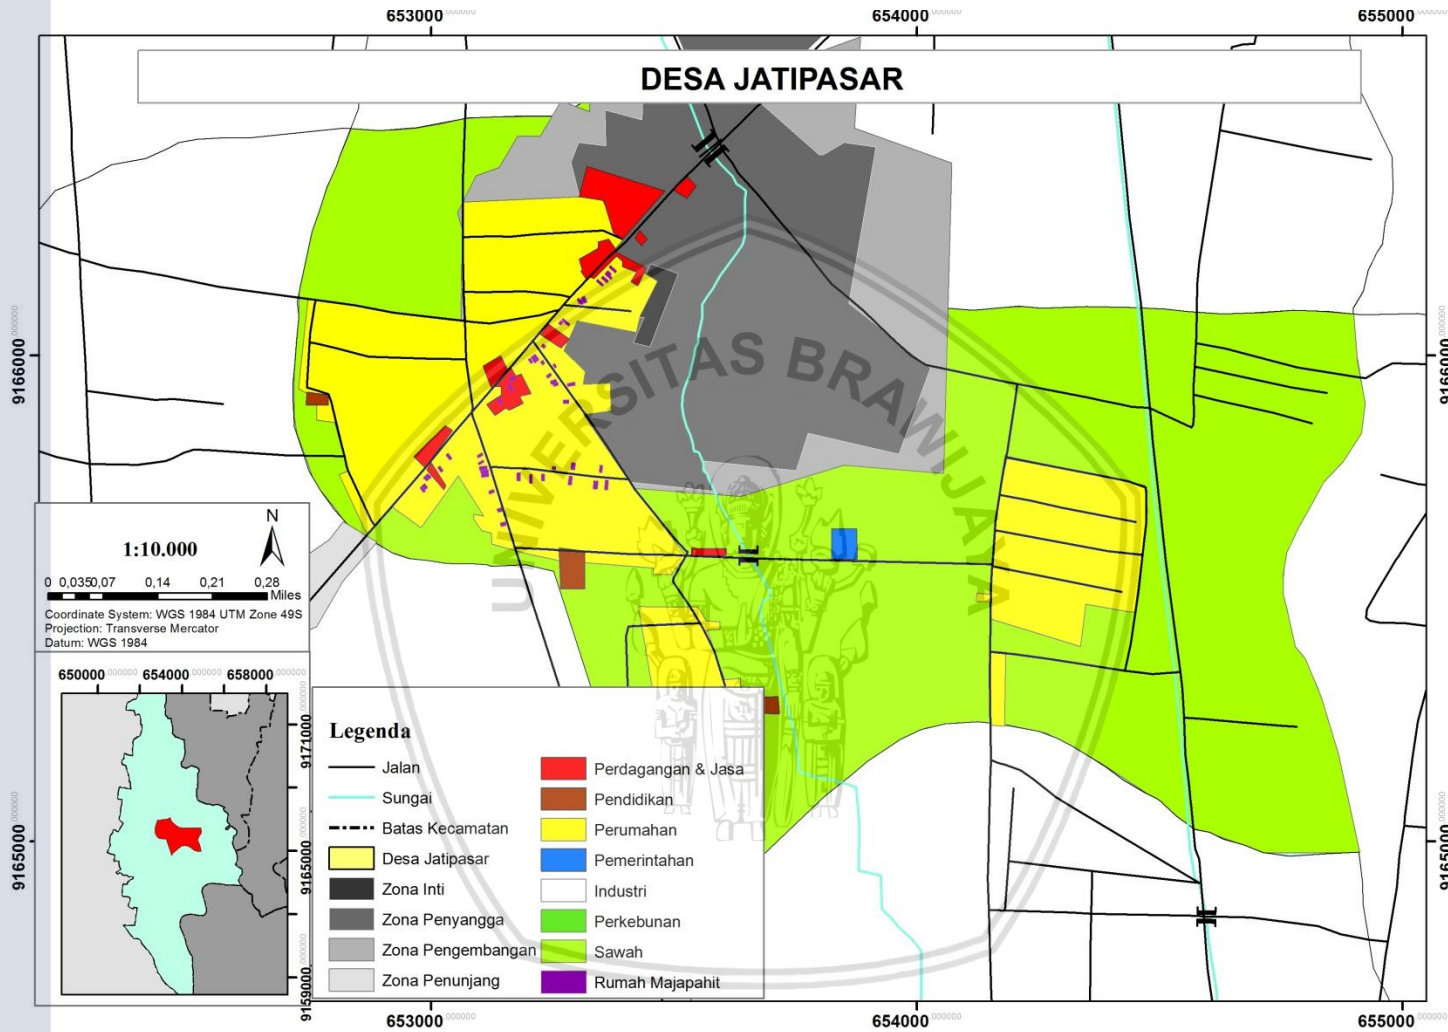 653000 654000 655000
DESA JATIPASAR
9166000 9166000
9165000 9165000
653000 654000 655000
UNIVERSITAS BRAWIJAYA
N
1:10.000
0 0,035 0,07 0,14 0,21 0,28
Miles
Coordinate System: WGS 1984 UTM Zone 49S
Projection: Transverse Mercator
Datum: WGS 1984
650000 654000 658000
9171000
9165000
9159000
Legenda
Jalan
Sungai
Batas Kecamatan
Desa Jatipasar
Zona Inti
Zona Penyangga
Zona Pengembangan
Zona Penunjang
Perdagangan & Jasa
Pendidikan
Perumahan
Pemerintahan
Industri
Perkebunan
Sawah
Rumah Majapahit